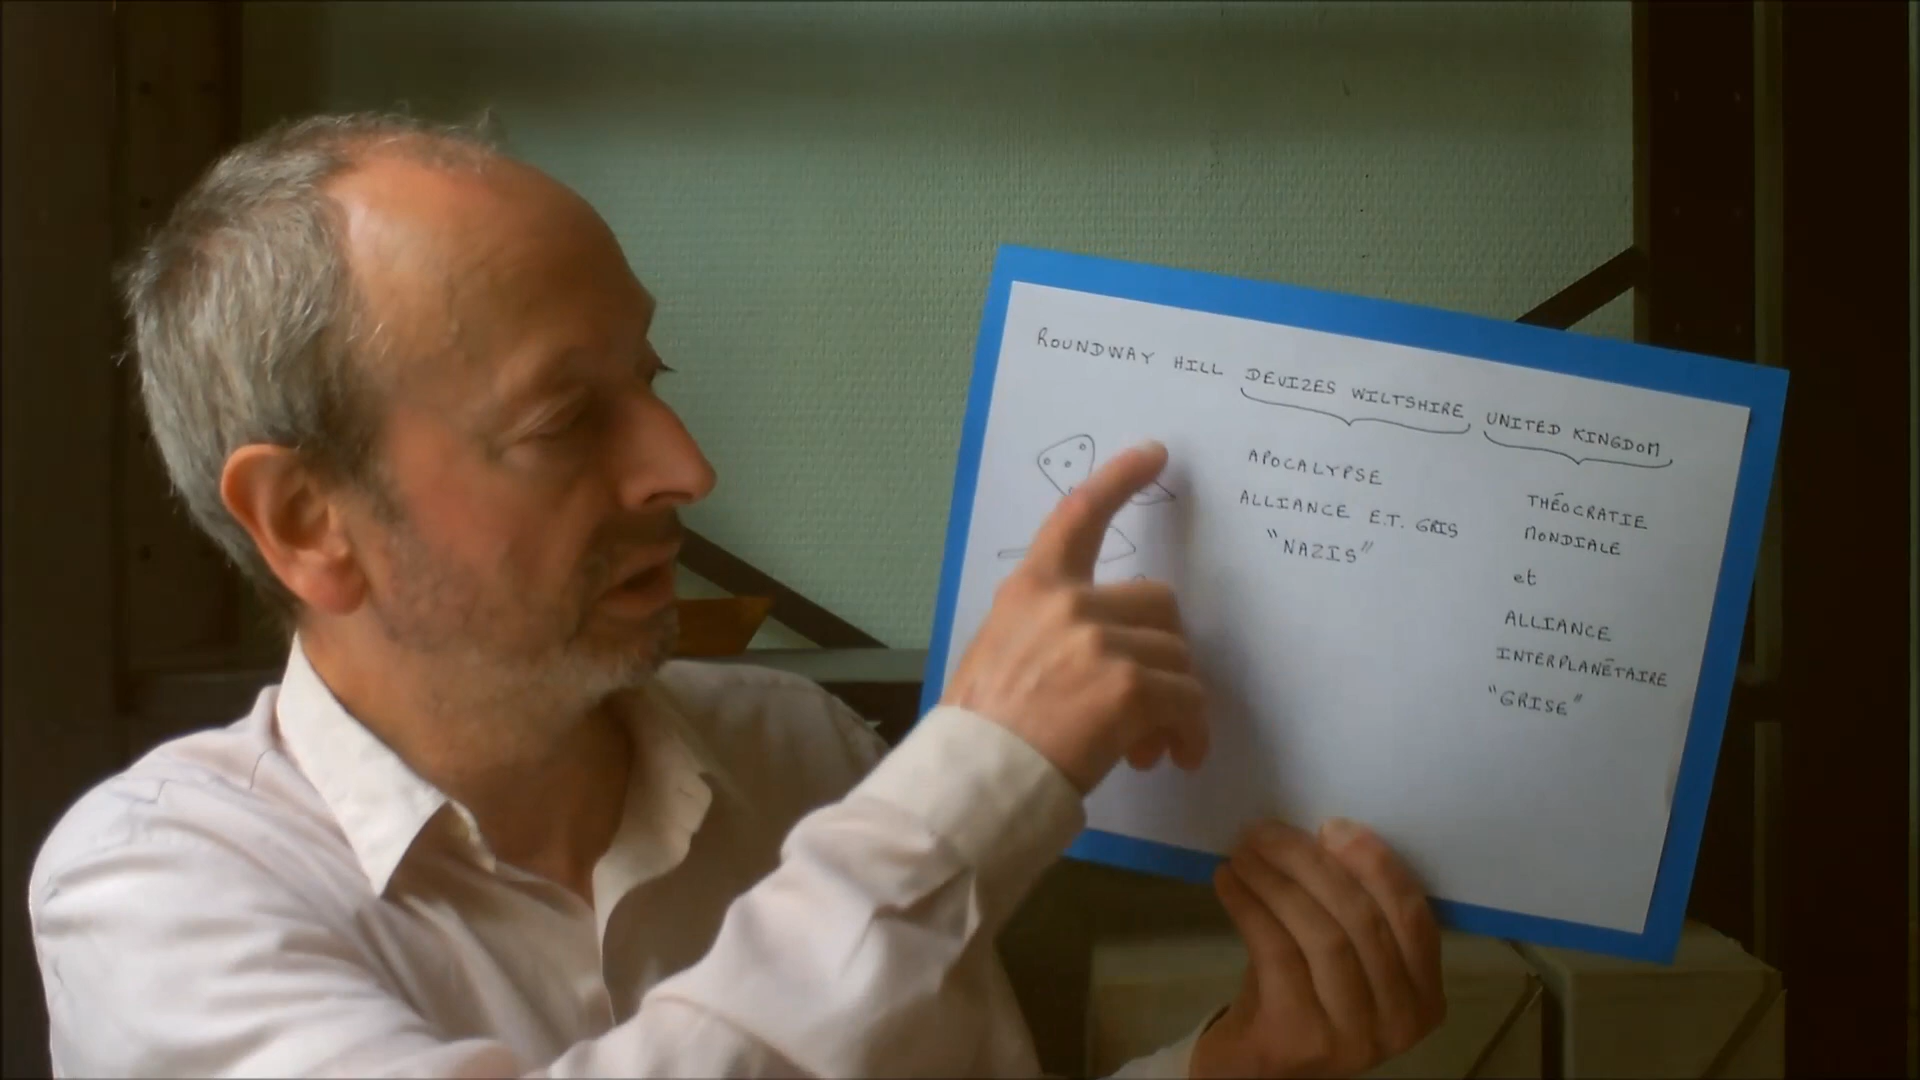 ROUNDWAY HILL DEVIZES WILTSHIRE UNITED KINGDOM
APOCALYPSE
ALLIANCE E.T. GRIS
"NAZIS"
THÉOCRATIE
MONDIALE
et
ALLIANCE
INTERPLANÉTAIRE
"GRISE"